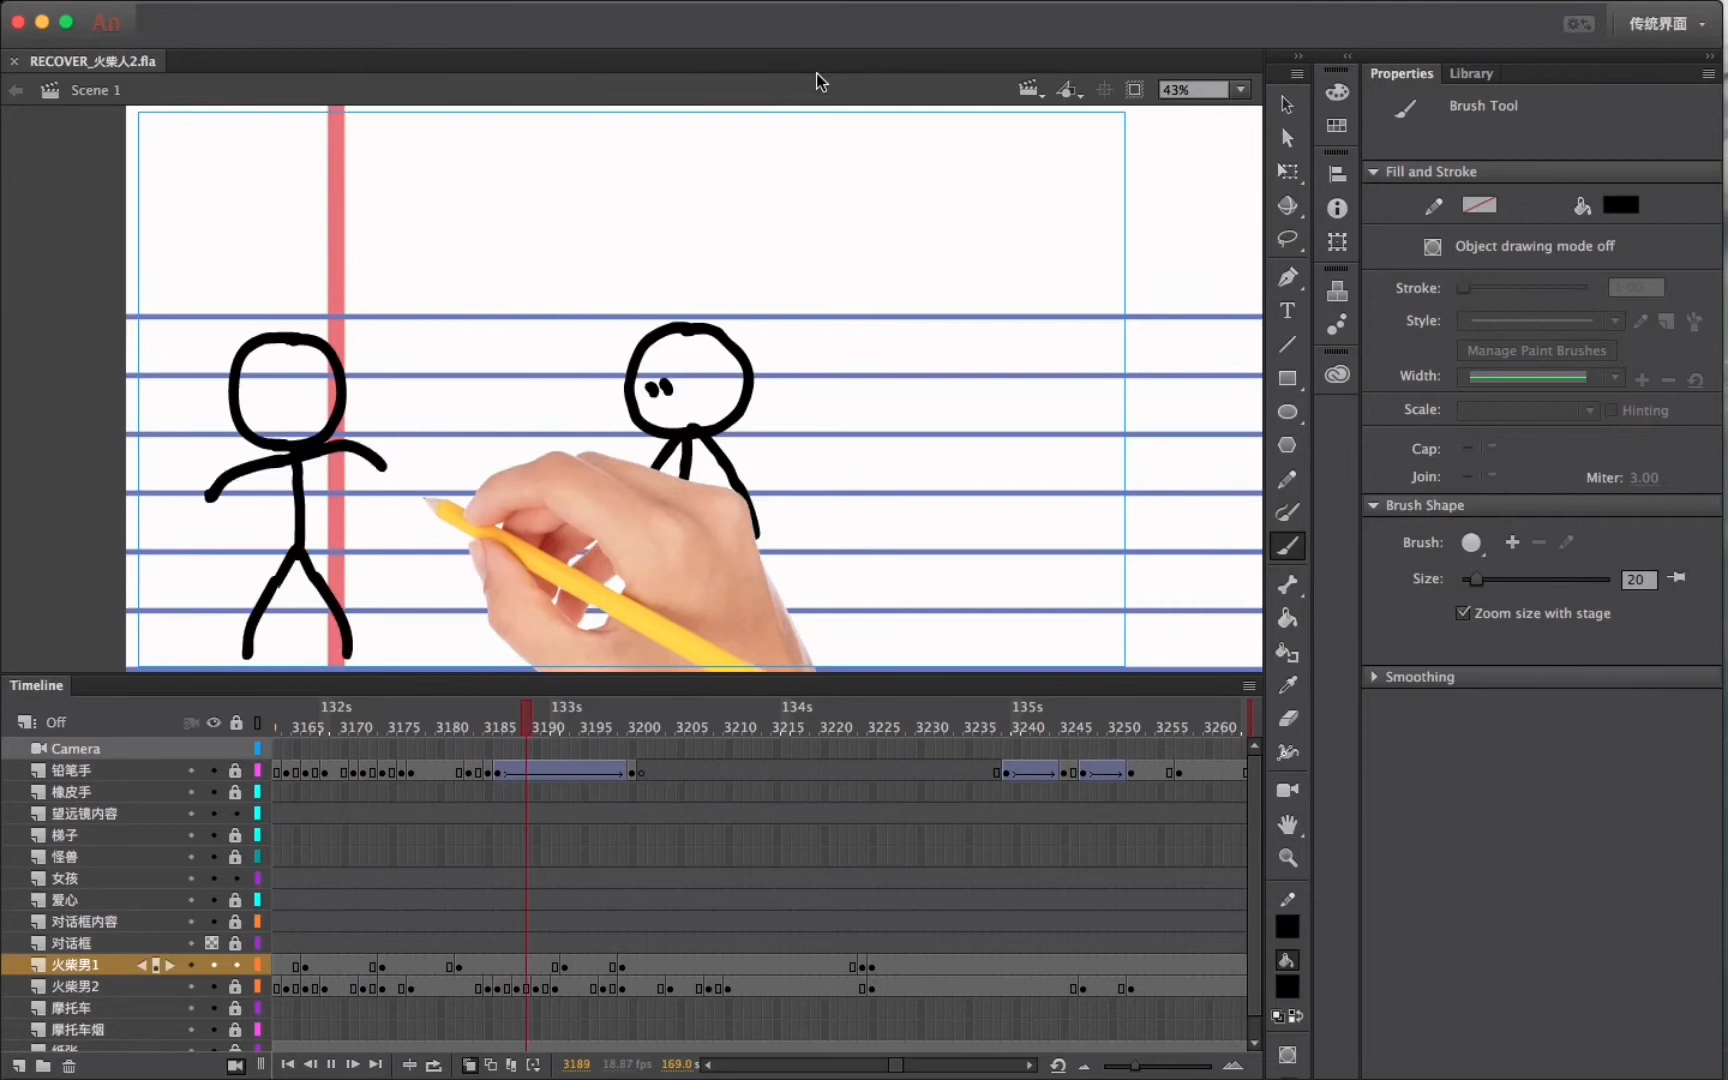 An
传统界面
RECOVER_火柴人2.fla
Scene 1
43%
Properties
Library
Brush Tool
Fill and Stroke
Object drawing mode off
Stroke:
1.00
Style:
Manage Paint Brushes
Width:
Scale:
Hinting
Cap:
Join:
Miter: 3.00
Brush Shape
Brush:
Size:
20
Zoom size with stage
Smoothing
Timeline
132s 133s 134s 135s
Off
3165 3170 3175 3180 3185 3190 3195 3200 3205 3210 3215 3220 3225 3230 3235 3240 3245 3250 3255 3260
Camera
铅笔手
橡皮手
望远镜内容
梯子
怪兽
女孩
爱心
对话框内容
对话框
火柴男1
火柴男2
摩托车
摩托车烟
纸张
3189 18.87 fps 169.0 s